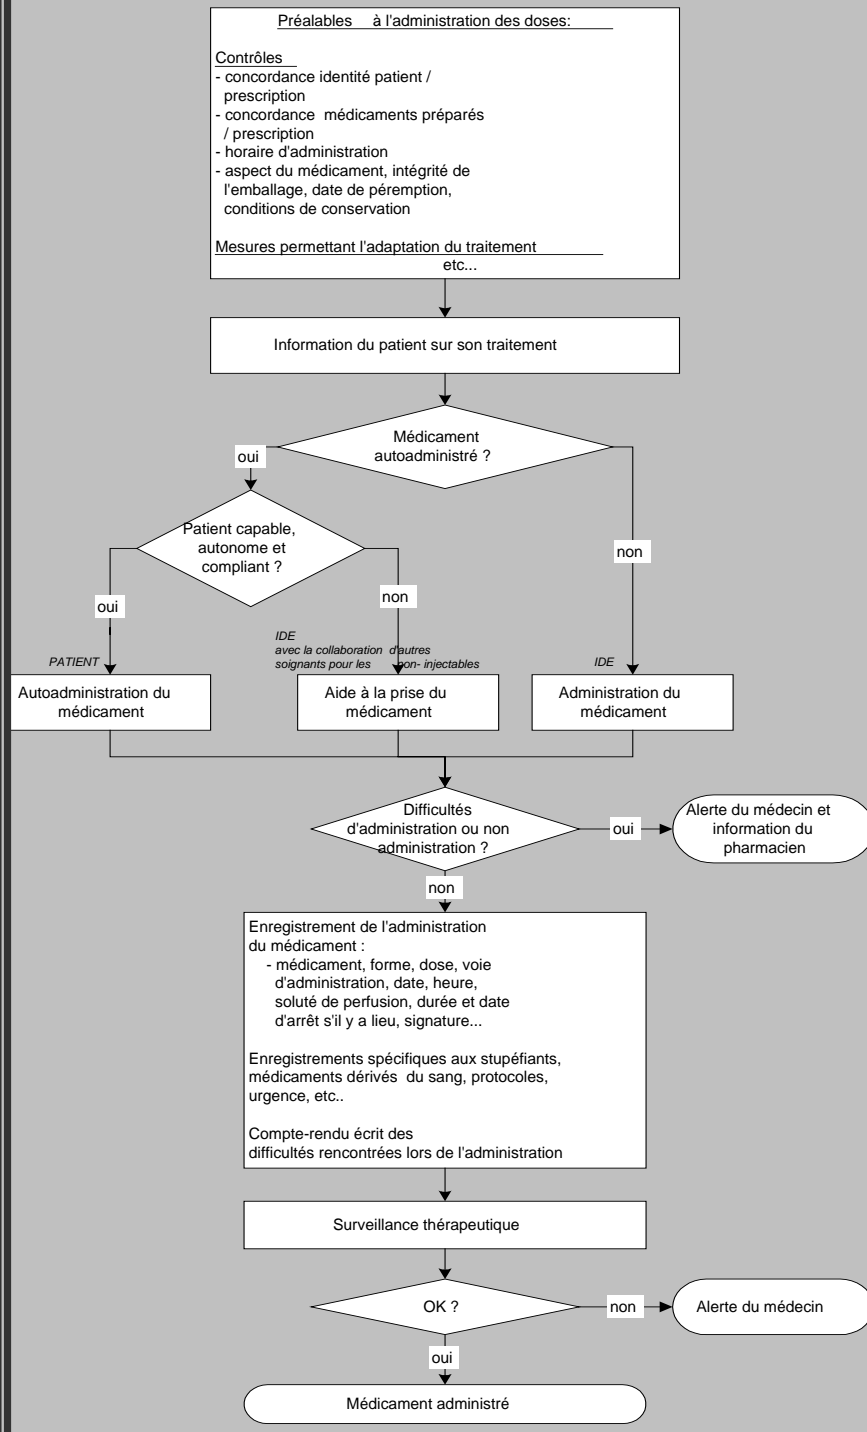 Préalables à l'administration des doses:
Contrôles
- concordance identité patient /
prescription
- concordance médicaments préparés
/ prescription
- horaire d'administration
- aspect du médicament, intégrité de
l'emballage, date de péremption,
conditions de conservation
Mesures permettant l'adaptation du traitement
etc...
Information du patient sur son traitement
Médicament
autoadministré ?
oui
Patient capable,
autonome et
compliant ?
non
oui
non
PATIENT
IDE
avec la collaboration d'autres
soignants pour les non- injectables
IDE
Autoadministration du
médicament
Aide à la prise du
médicament
Administration du
médicament
Difficultés
d'administration ou non
administration ?
oui
Alerte du médecin et
information du
pharmacien
non
Enregistrement de l'administration
du médicament :
- médicament, forme, dose, voie
d'administration, date, heure,
soluté de perfusion, durée et date
d'arrêt s'il y a lieu, signature...
Enregistrements spécifiques aux stupéfiants,
médicaments dérivés du sang, protocoles,
urgence, etc..
Compte-rendu écrit des
difficultés rencontrées lors de l'administration
Surveillance thérapeutique
OK ?
non
Alerte du médecin
oui
Médicament administré